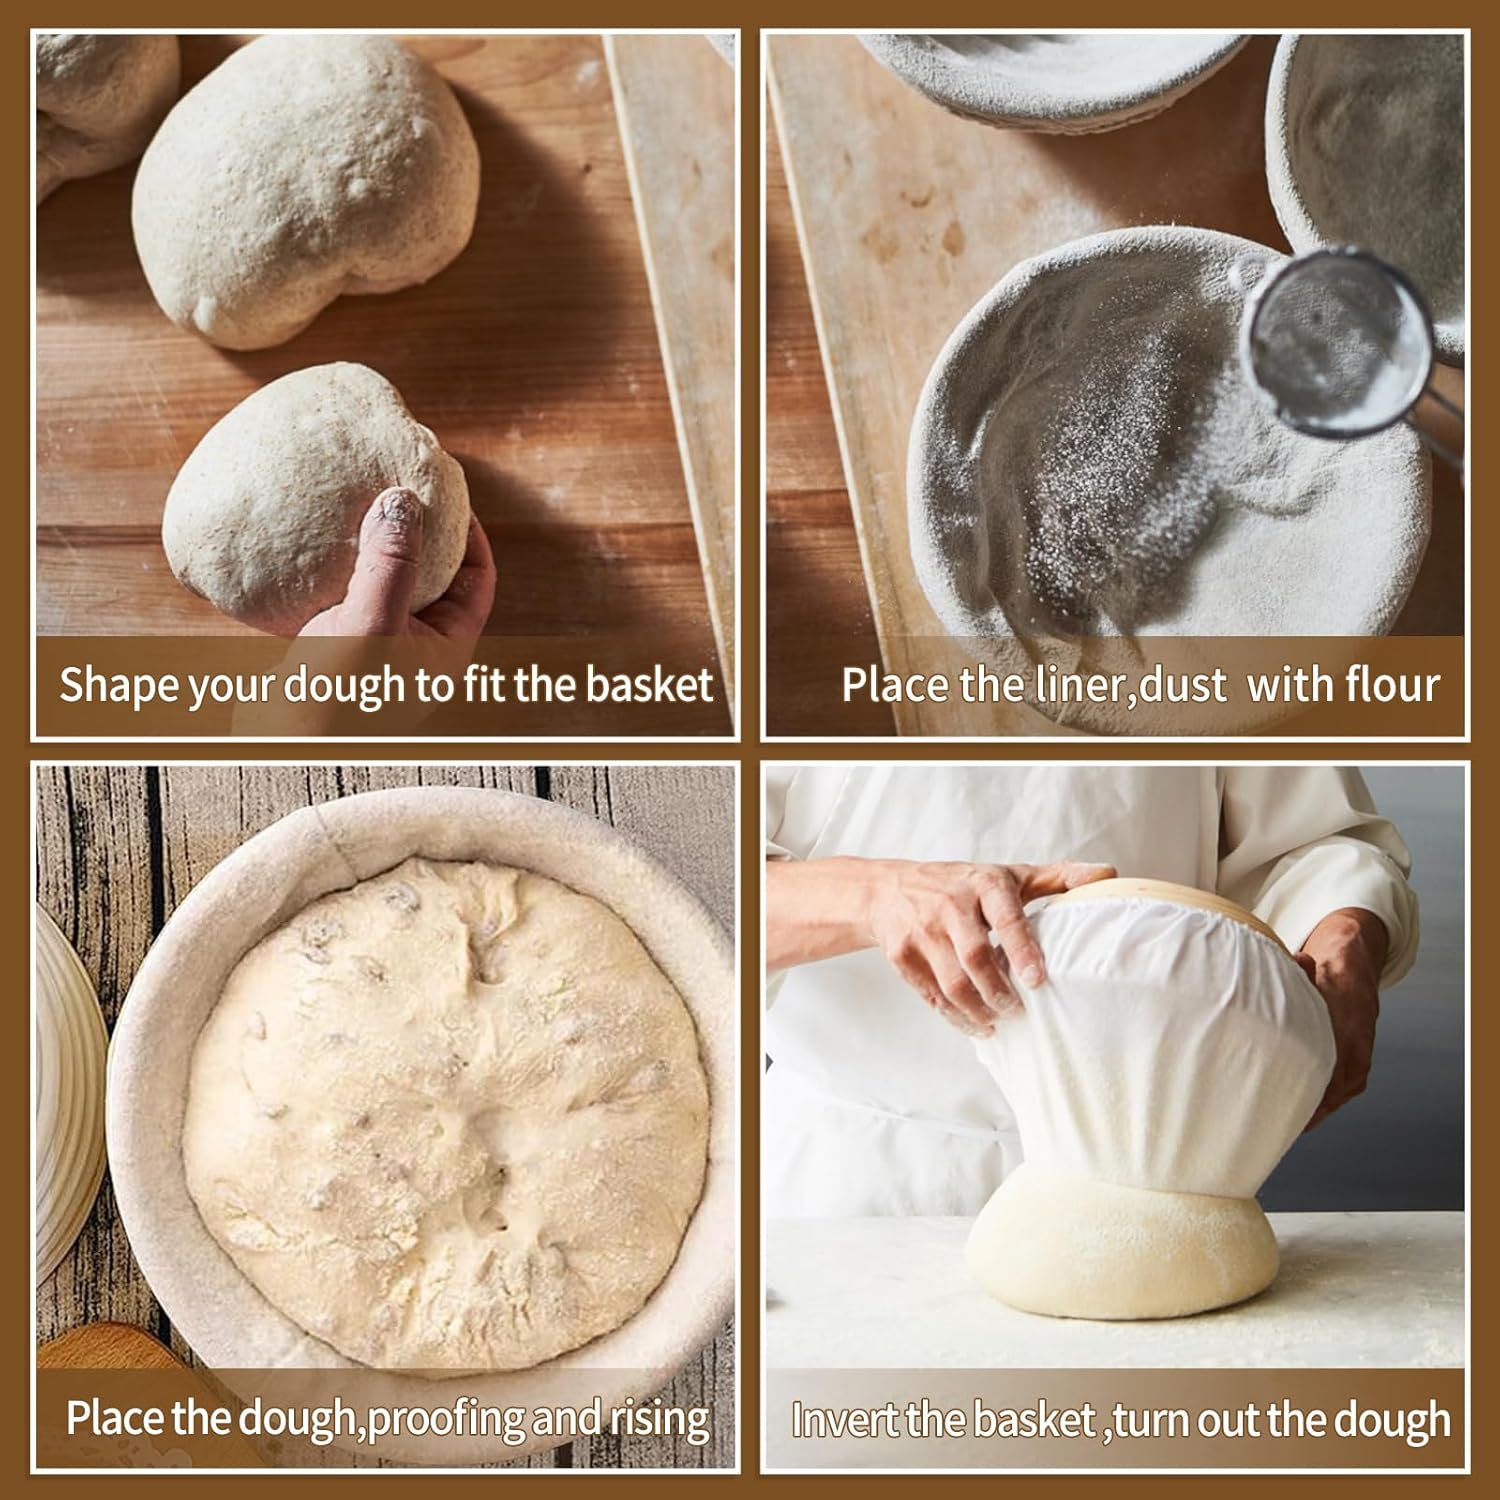 Shape your dough to fit the basket
Place the liner,dust  with flour
Place the dough,proofing and rising
Invert the basket ,turn out the dough